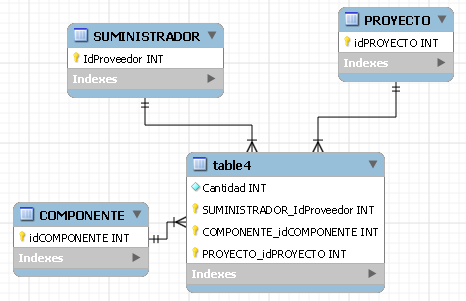 SUMINISTRADOR
IdProveedor INT
Indexes
PROYECTO
idPROYECTO INT
Indexes
table4
Cantidad INT
SUMINISTRADOR_IdProveedor INT
COMPONENTE_idCOMPONENTE INT
PROYECTO_idPROYECTO INT
Indexes
COMPONENTE
idCOMPONENTE INT
Indexes